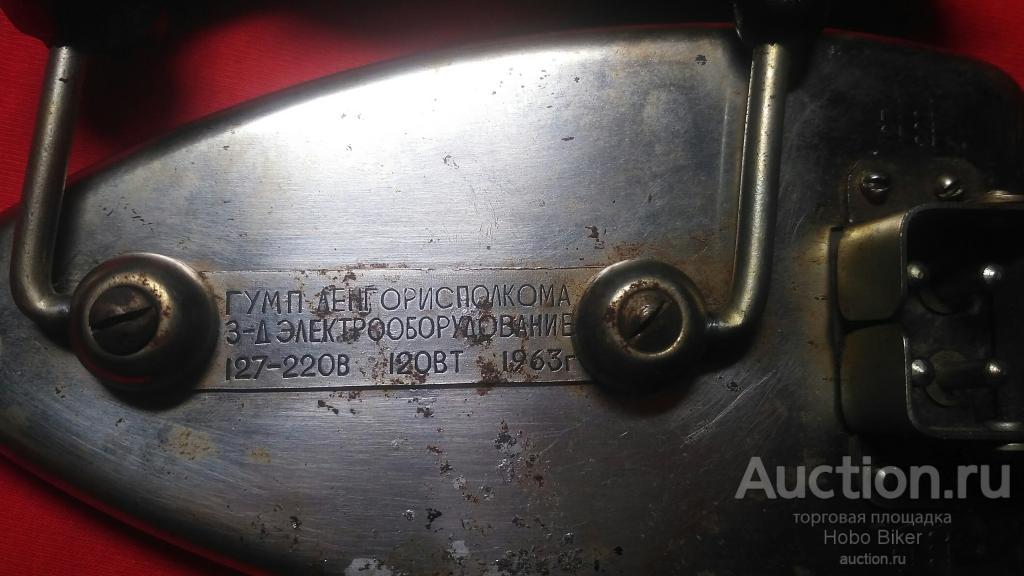 ГУМП ЛЕНГОРИСПОЛКОМА
З-Д ЭЛЕКТРООБОРУДОВАНИЕ
127-220В 120ВТ 1963г
Auction.ru
торговая площадка
Hobo Biker
auction.ru